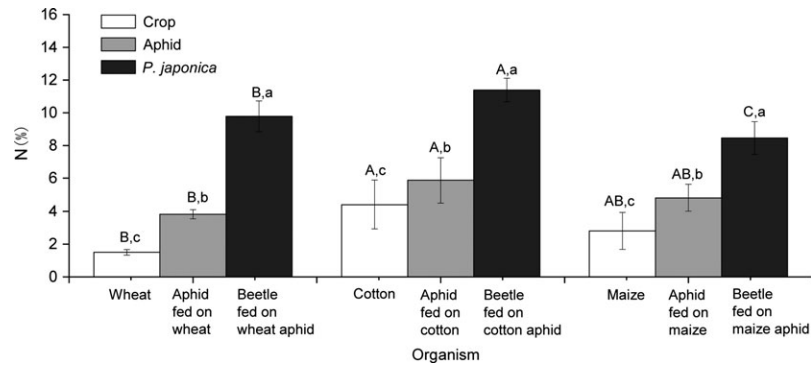 16
14
12
10
8
6
4
2
0
N (%)
Crop
Aphid
P. japonica
B,c
B,b
B,a
A,c
A,b
A,a
AB,c
AB,b
C,a
Wheat
Aphid
fed on
wheat
Beetle
fed on
wheat aphid
Cotton
Aphid
fed on
cotton
Beetle
fed on
cotton aphid
Maize
Aphid
fed on
maize
Beetle
fed on
maize aphid
Organism